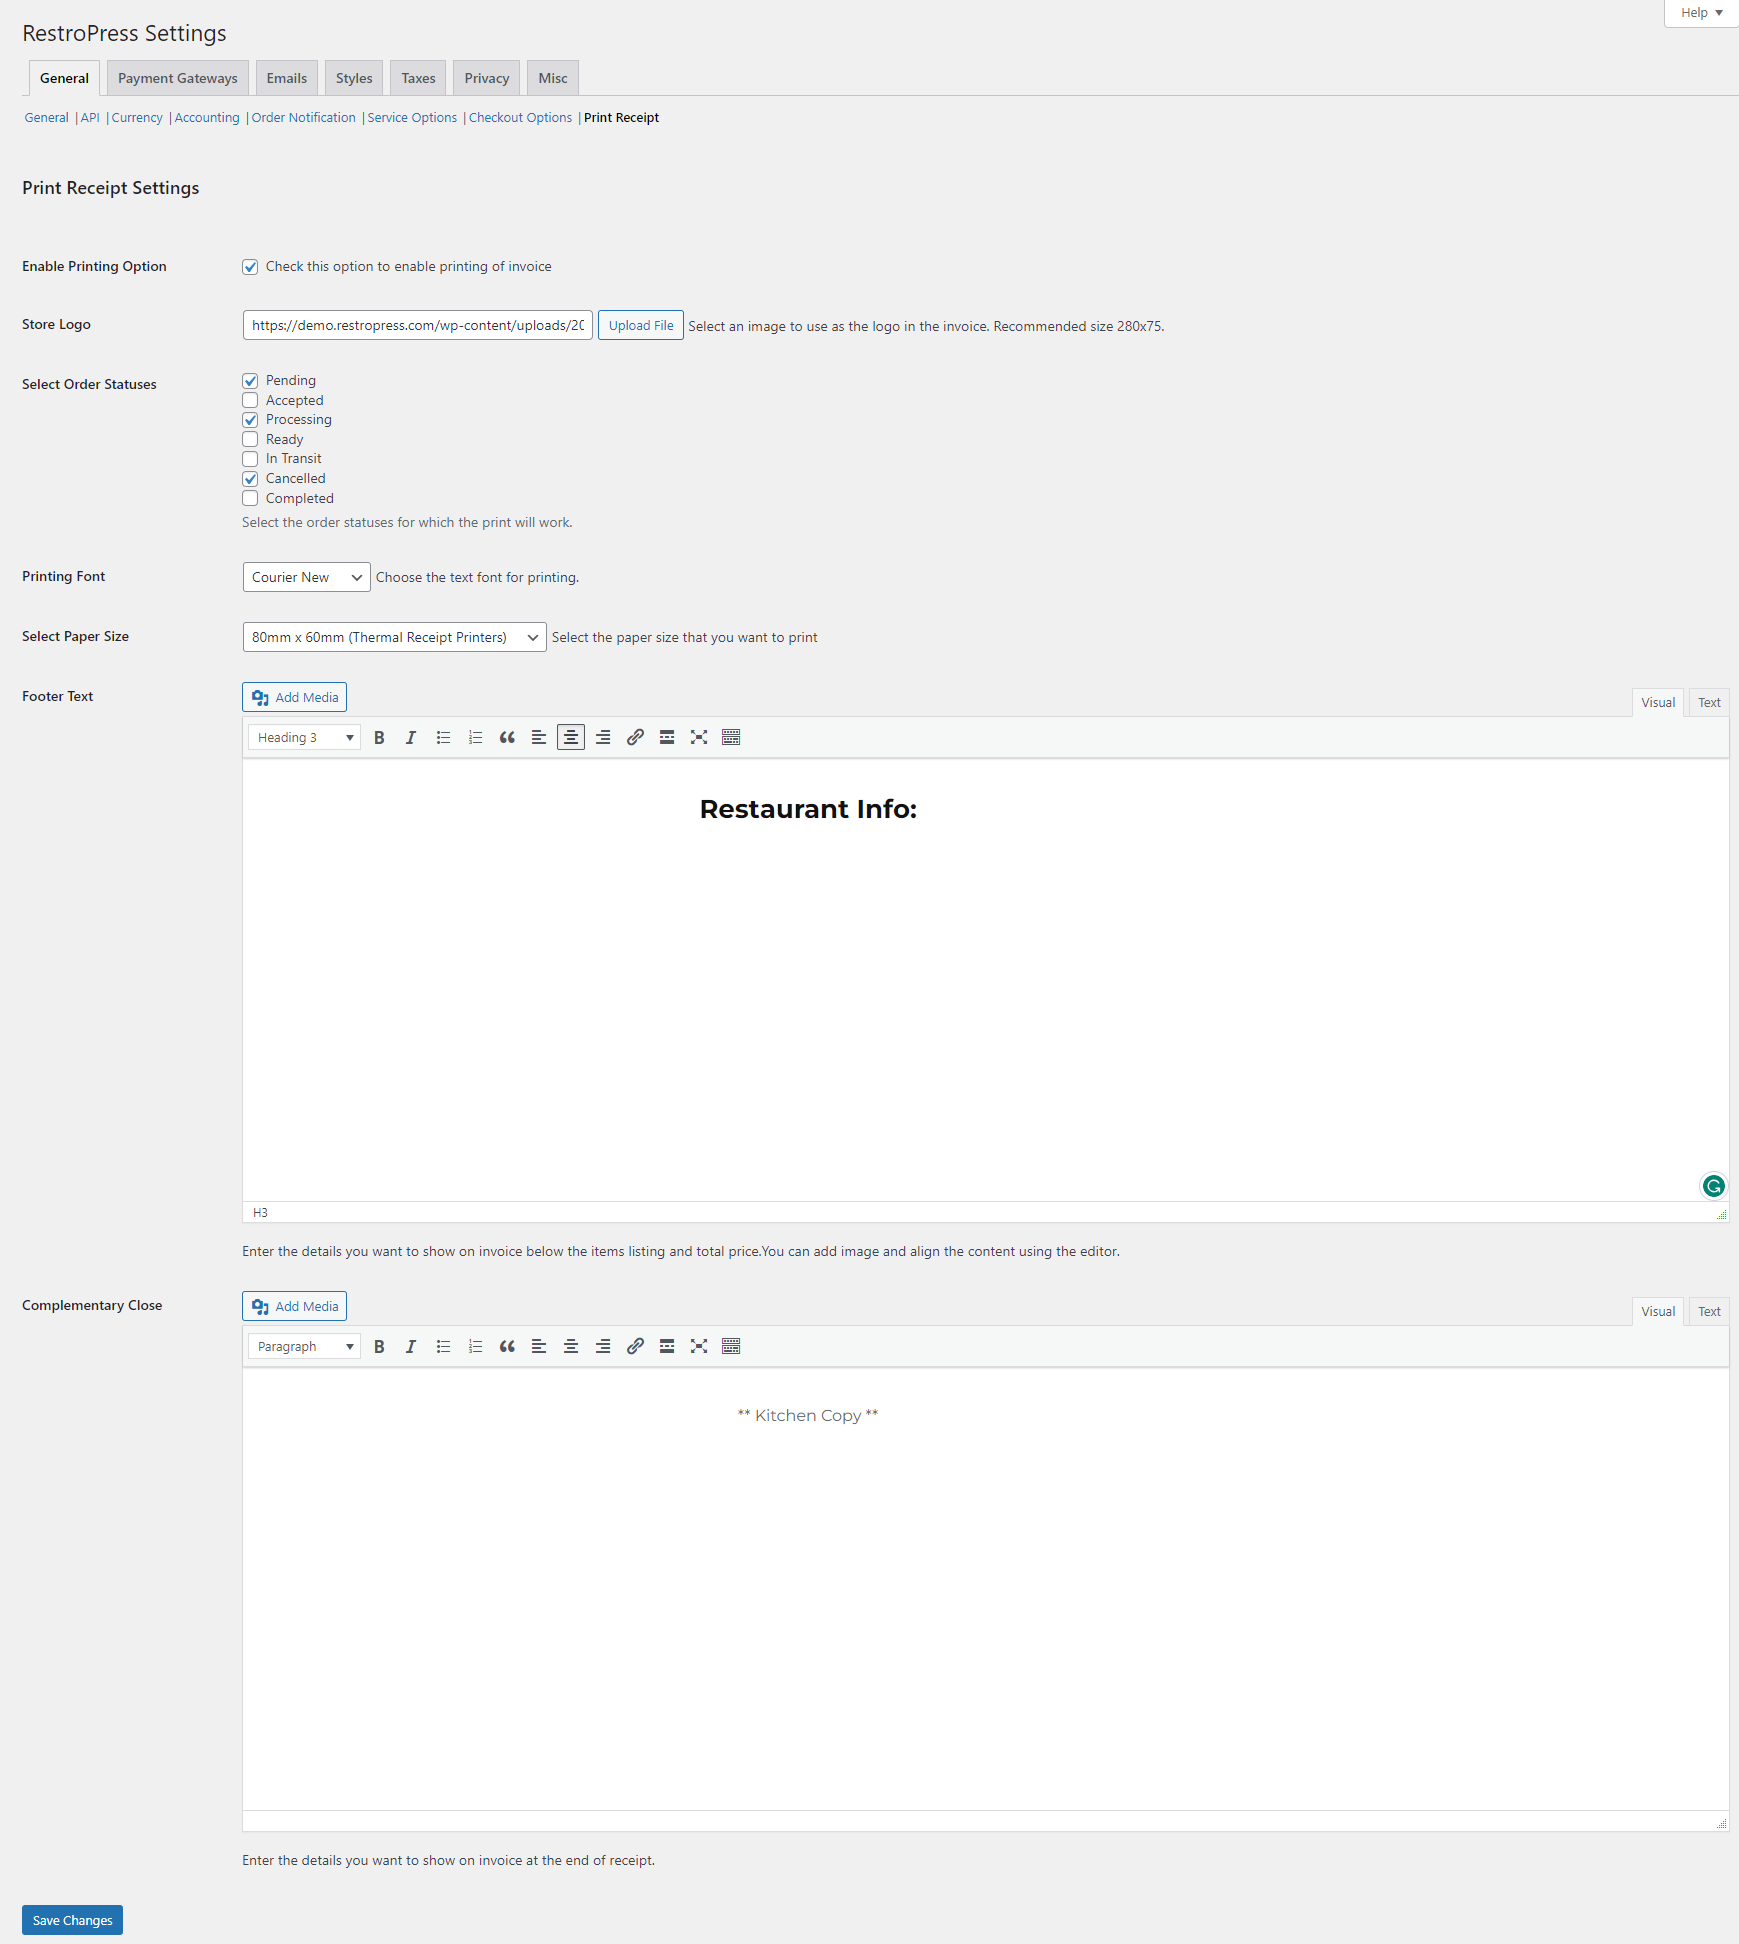 Help
RestroPress Settings
General Payment Gateways Emails Styles Taxes Privacy Misc
General | API | Currency | Accounting | Order Notification | Service Options | Checkout Options | Print Receipt
Print Receipt Settings
Enable Printing Option Check this option to enable printing of invoice
Store Logo https://demo.restropress.com/wp-content/uploads/20 Upload File Select an image to use as the logo in the invoice. Recommended size 280x75.
Select Order Statuses Pending
Accepted
Processing
Ready
In Transit
Cancelled
Completed
Select the order statuses for which the print will work.
Printing Font Courier New Choose the text font for printing.
Select Paper Size 80mm x 60mm (Thermal Receipt Printers) Select the paper size that you want to print
Footer Text Add Media Visual Text
Heading 3 B I
Restaurant Info:
H3
Enter the details you want to show on invoice below the items listing and total price.You can add image and align the content using the editor.
Complementary Close Add Media Visual Text
Paragraph B I
** Kitchen Copy **
Enter the details you want to show on invoice at the end of receipt.
Save Changes